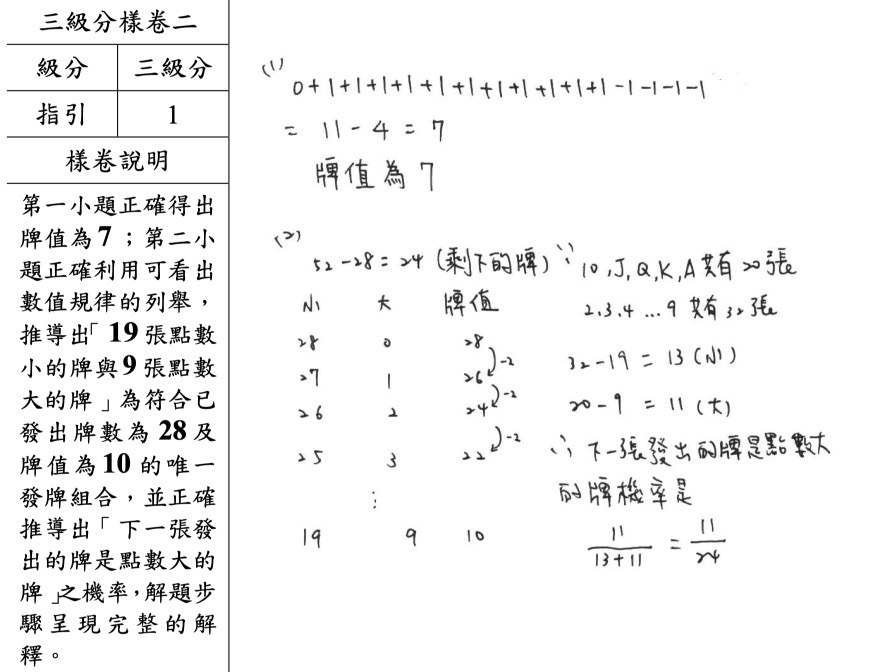 三級分樣卷二
級分 三級分
指引 1
樣卷說明
第一小題正確得出
牌值為7；第二小
題正確利用可看出
數值規律的列舉，
推導出「19張點數
小的牌與9張點數
大的牌」為符合已
發出牌數為28及
牌值為10的唯一
發牌組合，並正確
推導出「下一張發
出的牌是點數大的
牌」之機率，解題步
驟呈現完整的解
釋。
(1)
0+1+1+1+1+1+1+1+1+1+1+1-1-1-1-1
= 11-4 = 7
牌值為7
(2)
52-28=24 (剩下的牌)
小 大 牌值
28 0 28
-2
27 1 26
-2
26 2 24
-2
25 3 22
⋮
19 9 10
∵ 10,J,Q,K,A 共有20張
2.3.4...9 共有32張
32-19 = 13 (小)
20-9 = 11 (大)
∴ 下一張發出的牌是點數大
的牌機率是
11/13+11 = 11/24